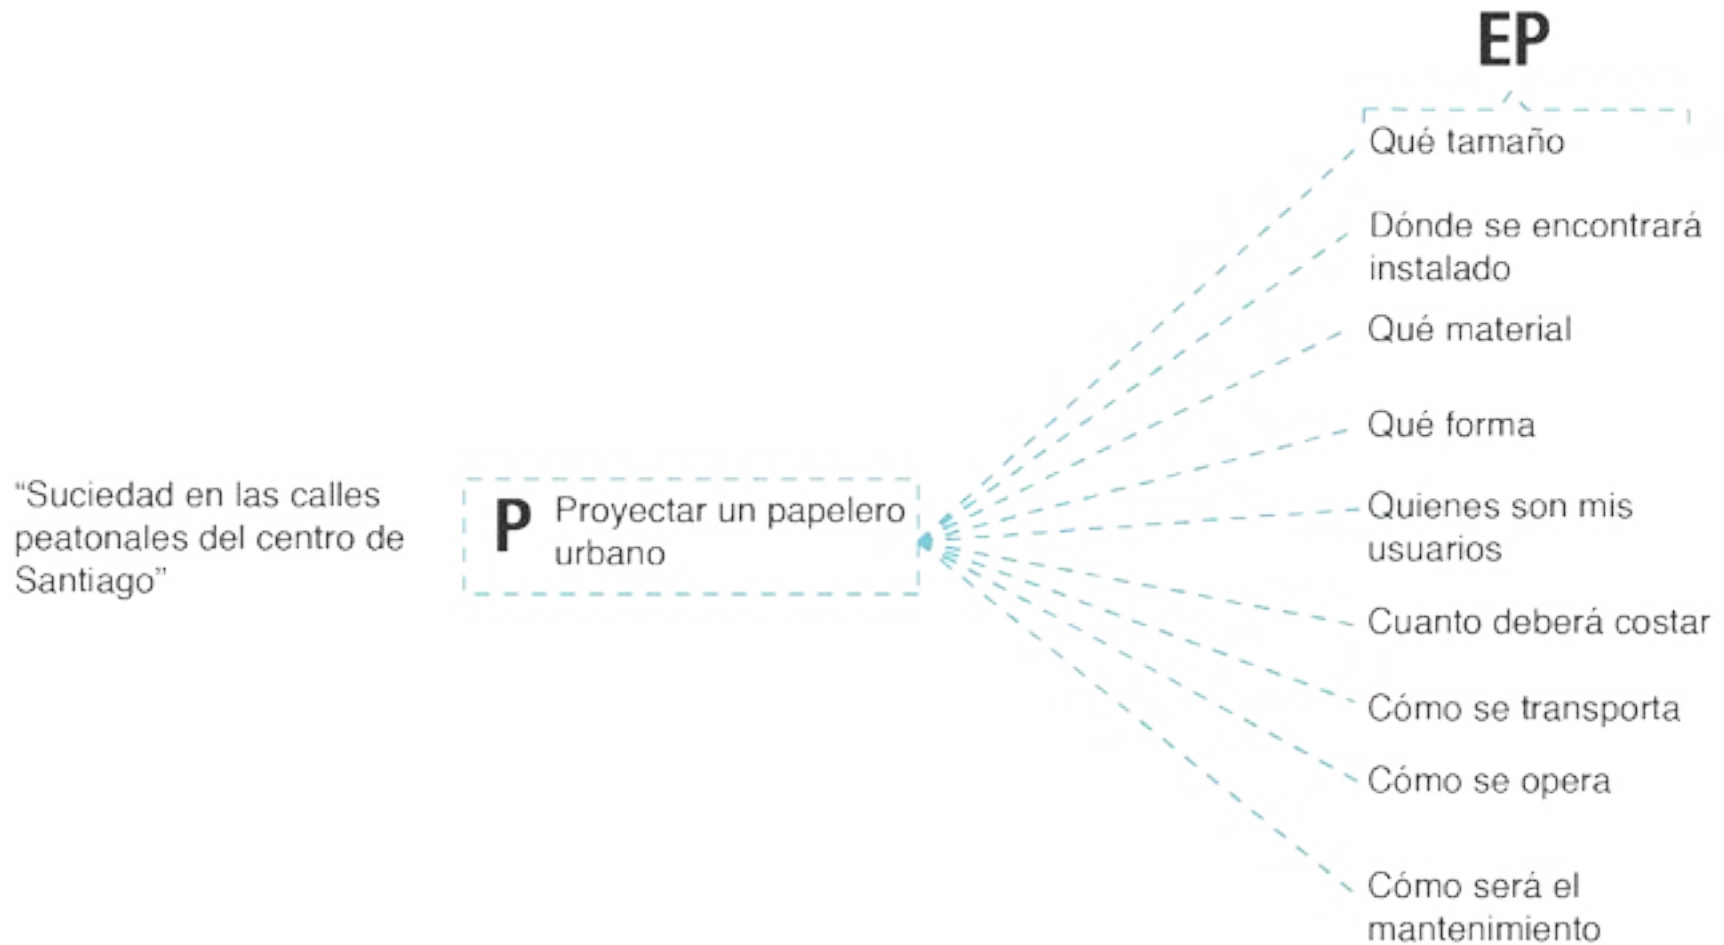 "Suciedad en las calles
peatonales del centro de
Santiago"
P
Proyectar un papelero
urbano
EP
Qué tamaño
Dónde se encontrará
instalado
Qué material
Qué forma
Quienes son mis
usuarios
Cuanto deberá costar
Cómo se transporta
Cómo se opera
Cómo será el
mantenimiento